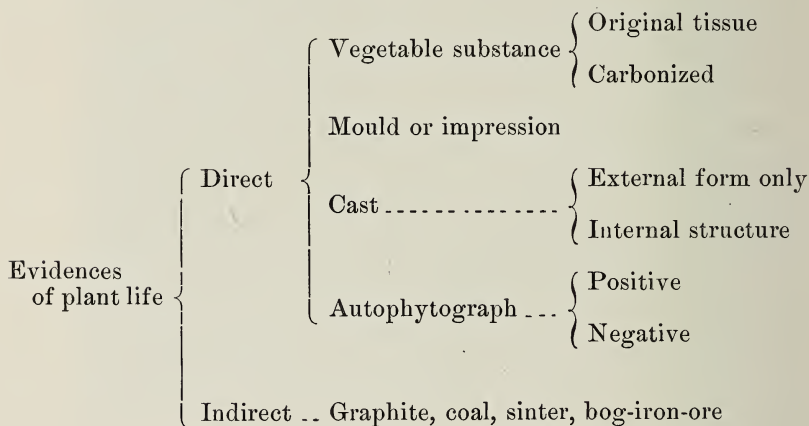 Original tissue
Vegetable substance
Carbonized
Mould or impression
Direct
External form only
Cast ................
Internal structure
Evidences
of plant life
Positive
Autophytograph ...
Negative
Indirect .. Graphite, coal, sinter, bog-iron-ore